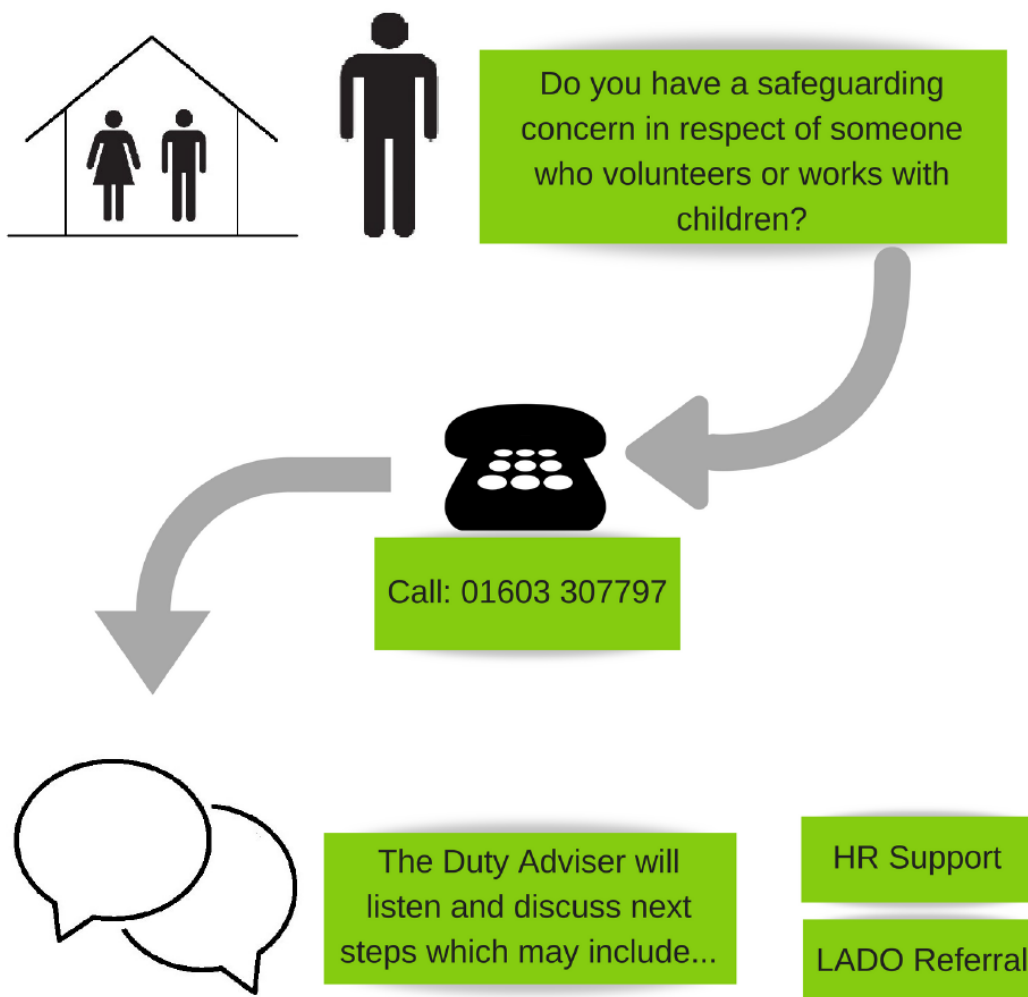 Do you have a safeguarding
concern in respect of someone
who volunteers or works with
children?
Call: 01603 307797
The Duty Adviser will
listen and discuss next
steps which may include...
HR Support
LADO Referral